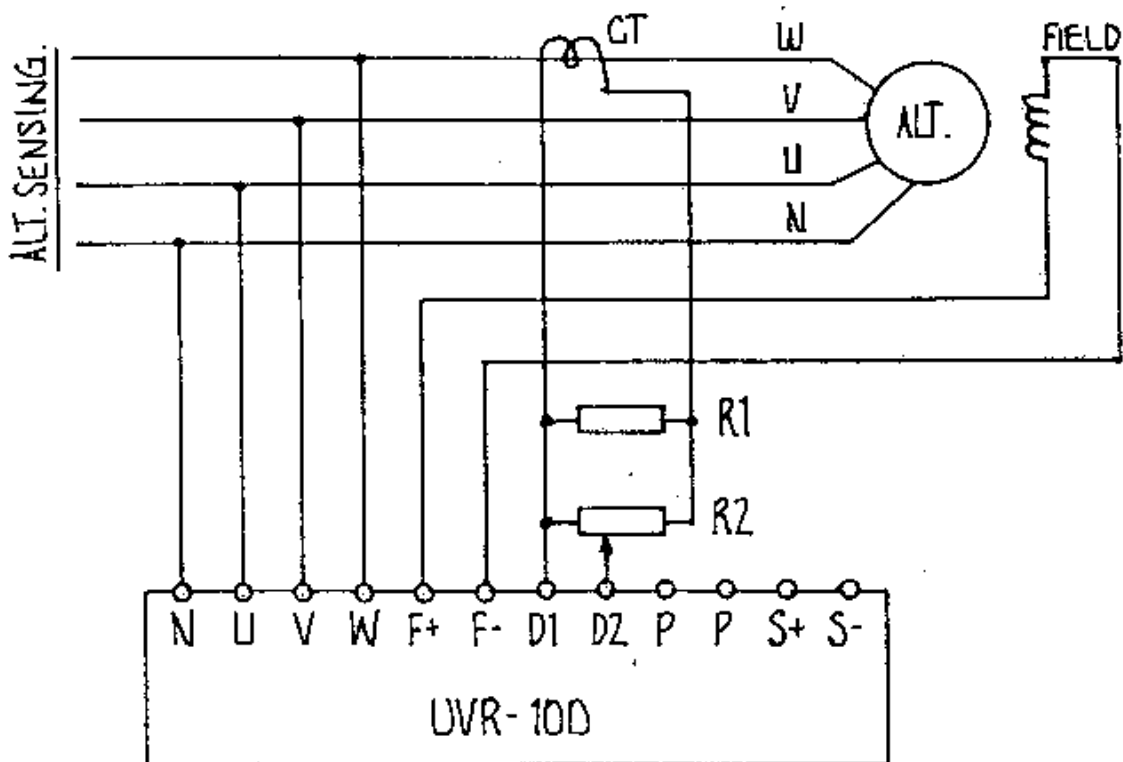 CT
W
FIELD
ALT. SENSING.
V
ALT.
U
N
R1
R2
N U V W F+ F- D1 D2 P P S+ S-
UVR-10D